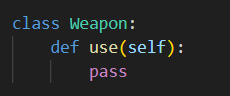 class Weapon:
    def use(self):
        pass